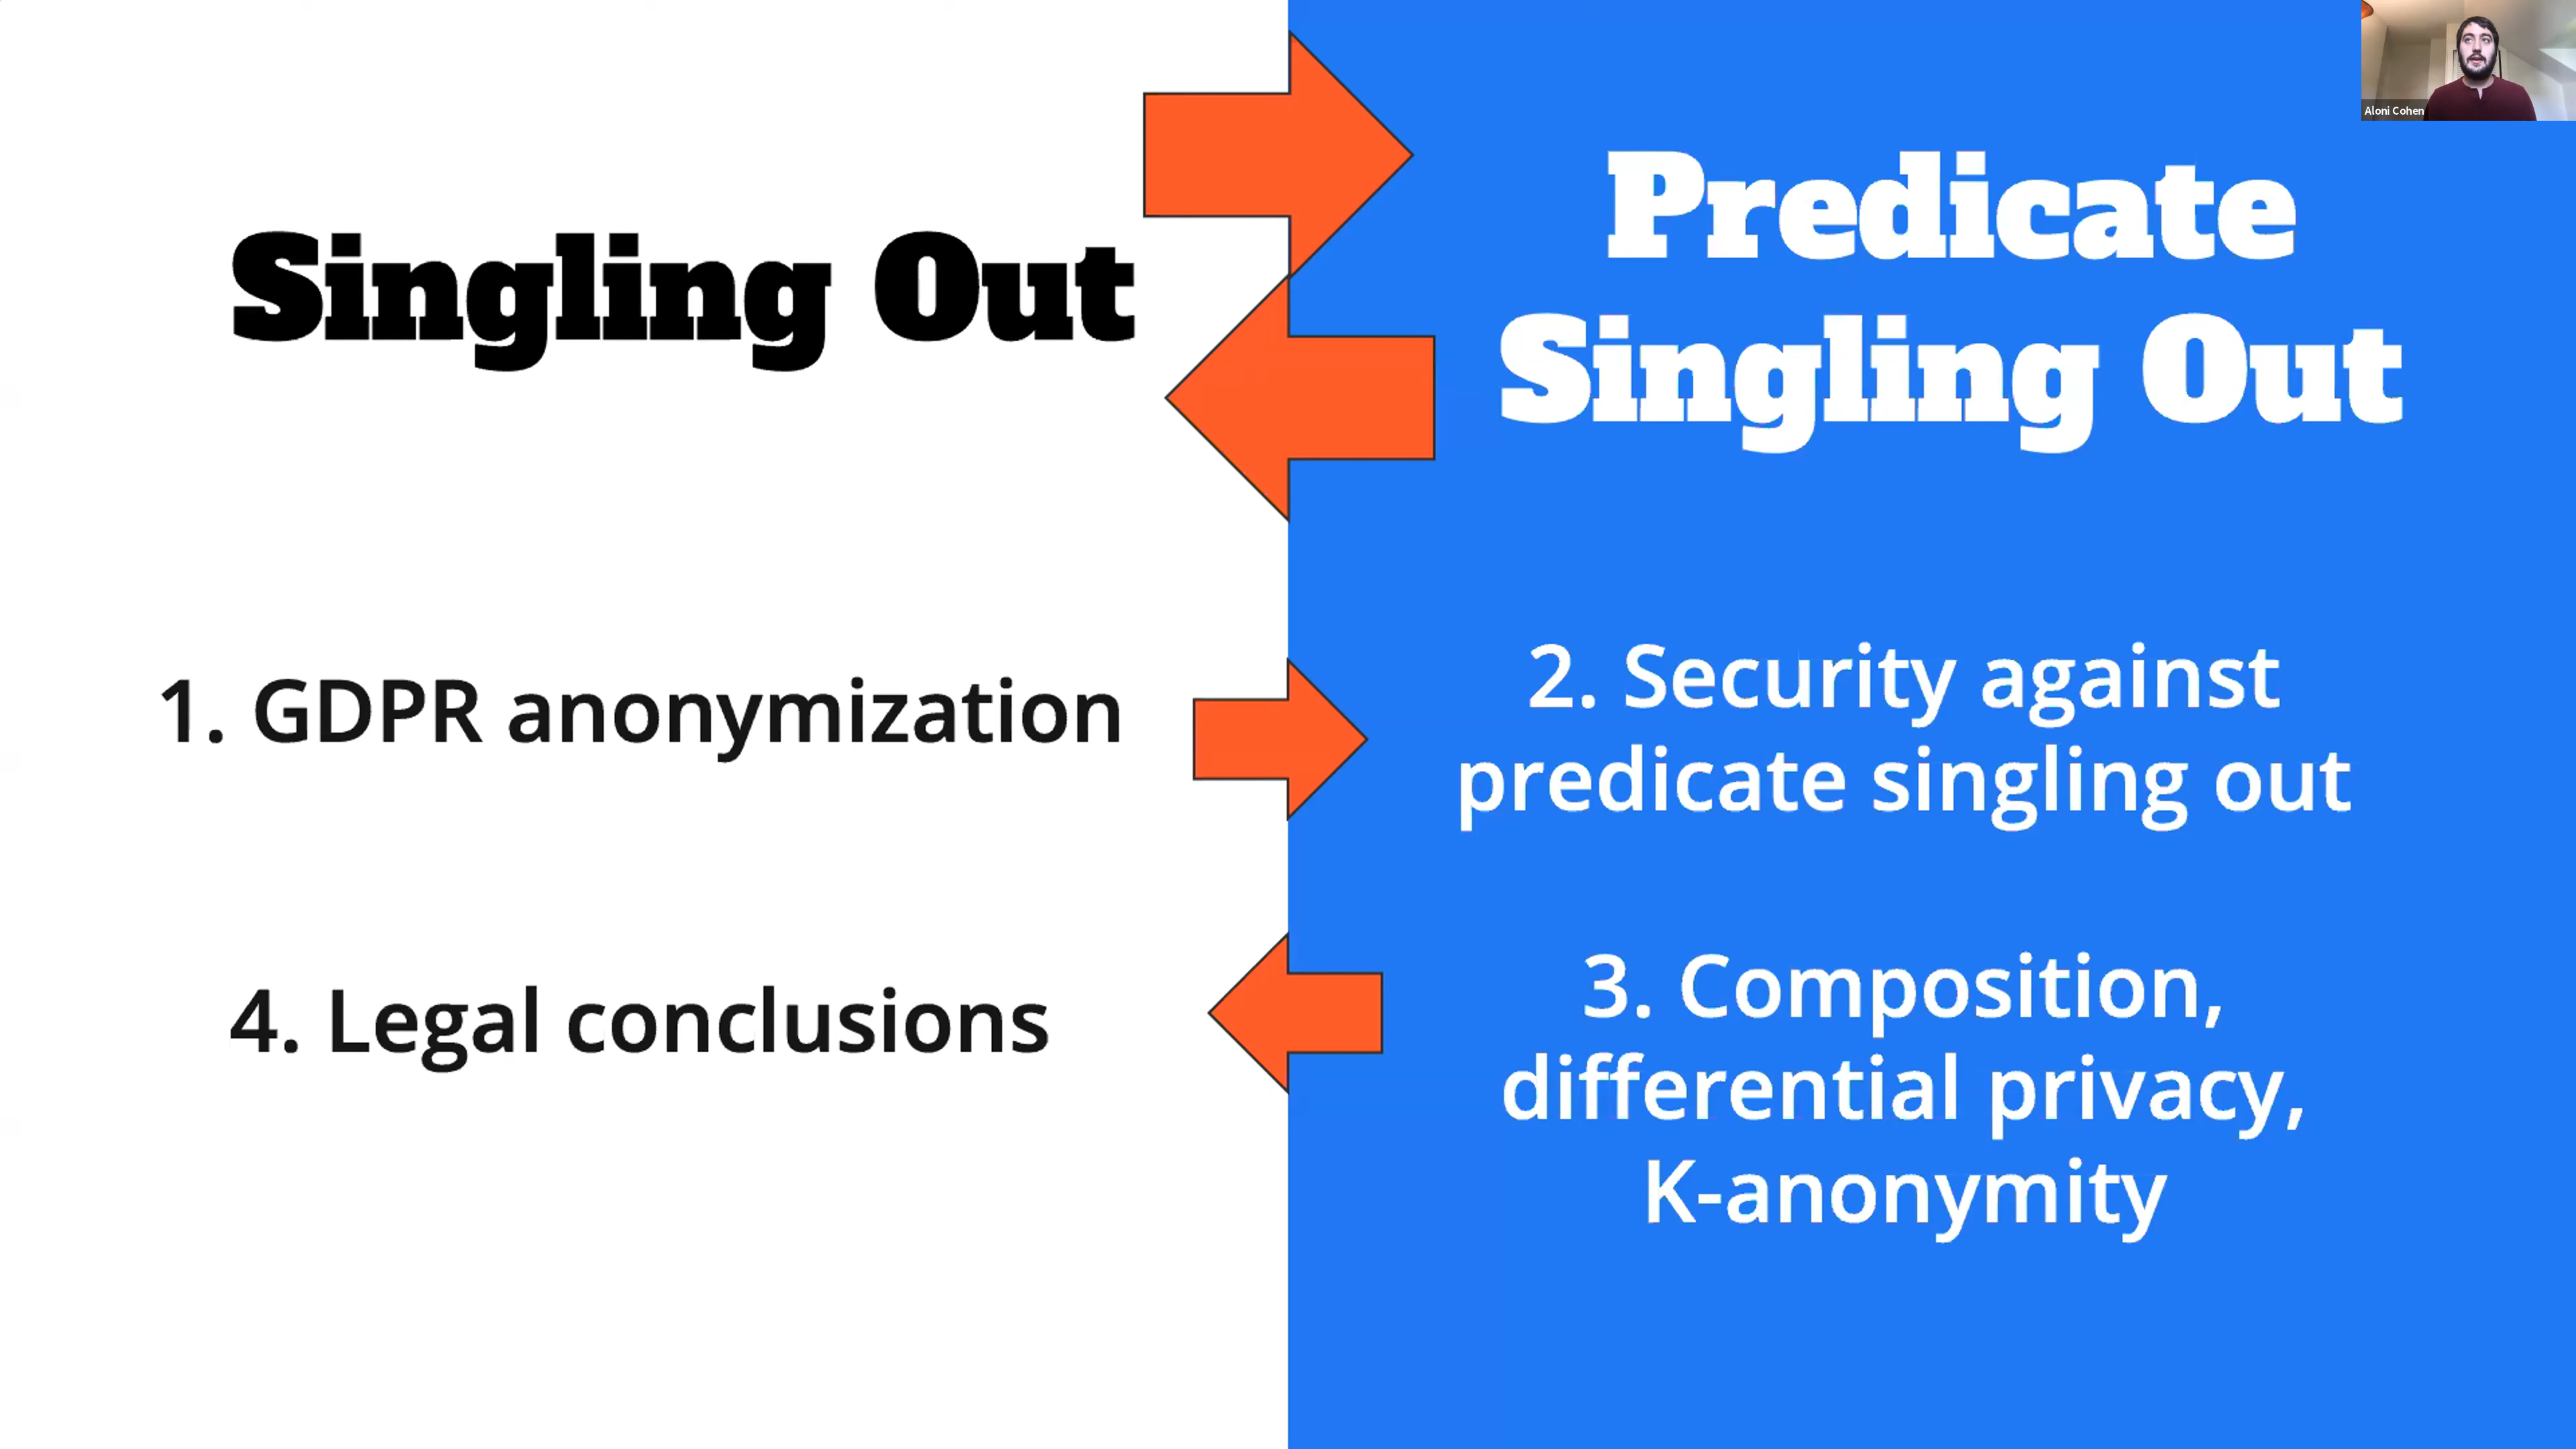 Singling Out
Predicate
Singling Out
1. GDPR anonymization
2. Security against
predicate singling out
4. Legal conclusions
3. Composition,
differential privacy,
K-anonymity
Aloni Cohen